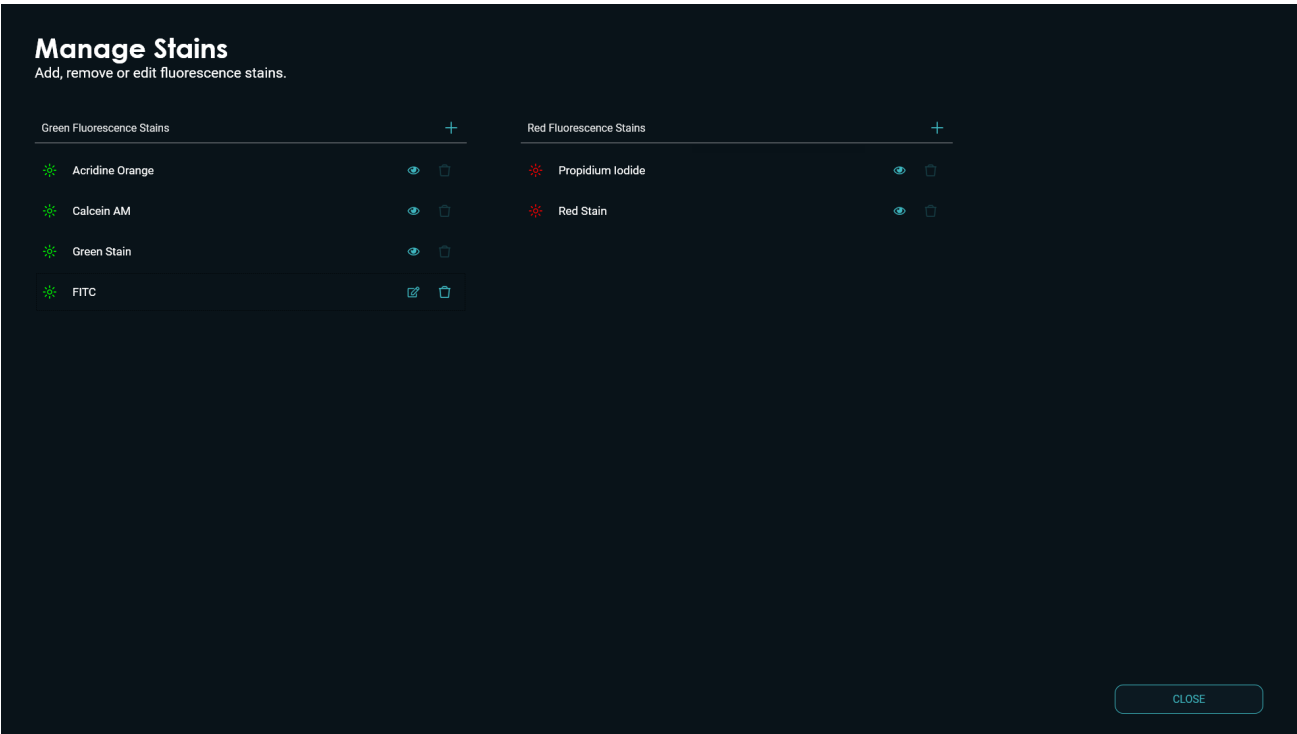 Manage Stains
Add, remove or edit fluorescence stains.
Green Fluorescence Stains
Acridine Orange
Calcein AM
Green Stain
FITC
Red Fluorescence Stains
Propidium Iodide
Red Stain
CLOSE